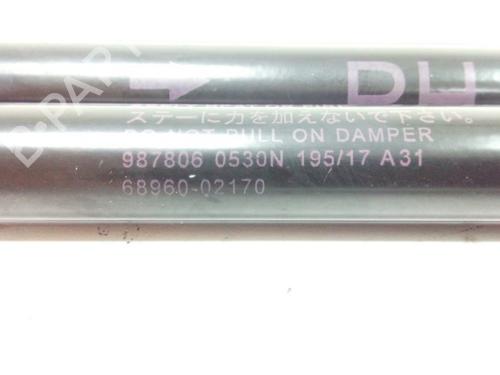 RH
ステーに力を加えないで下さい。
DO NOT PULL ON DAMPER
987806 0530N 195/17 A31
68960-02170
B-PARTS